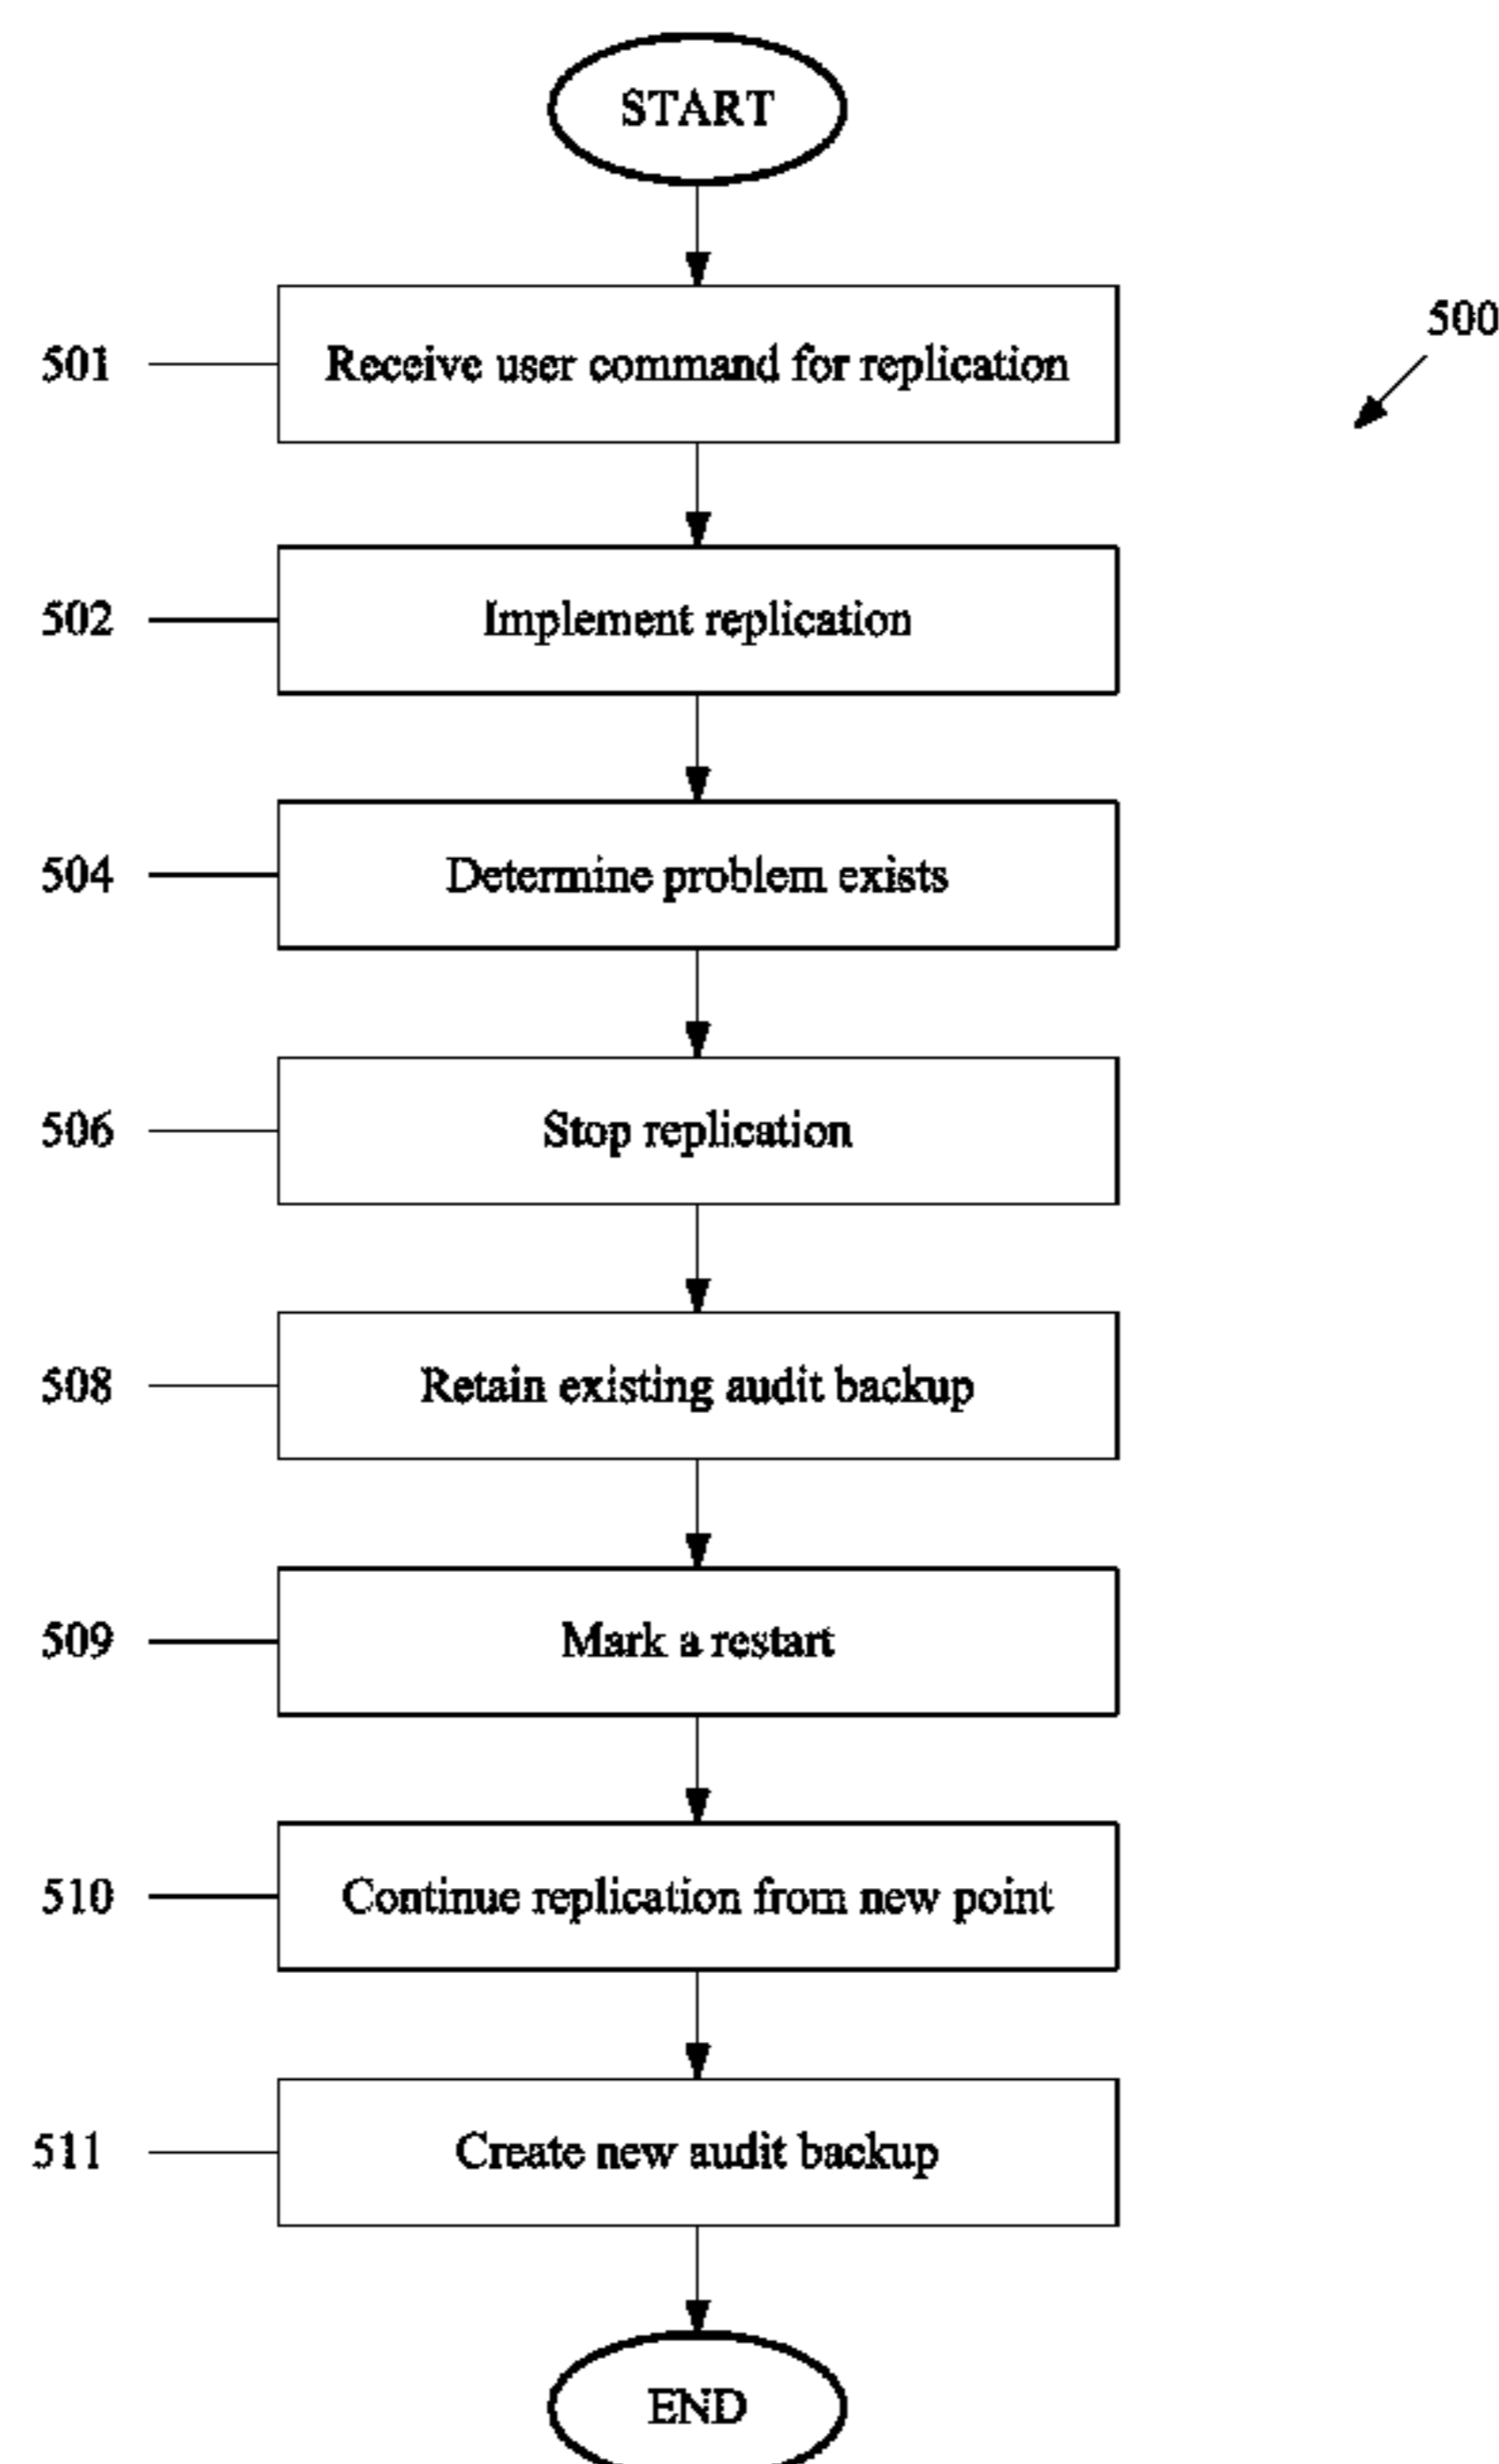 START
500
501 Receive user command for replication
502 Implement replication
504 Determine problem exists
506 Stop replication
508 Retain existing audit backup
509 Mark a restart
510 Continue replication from new point
511 Create new audit backup
END